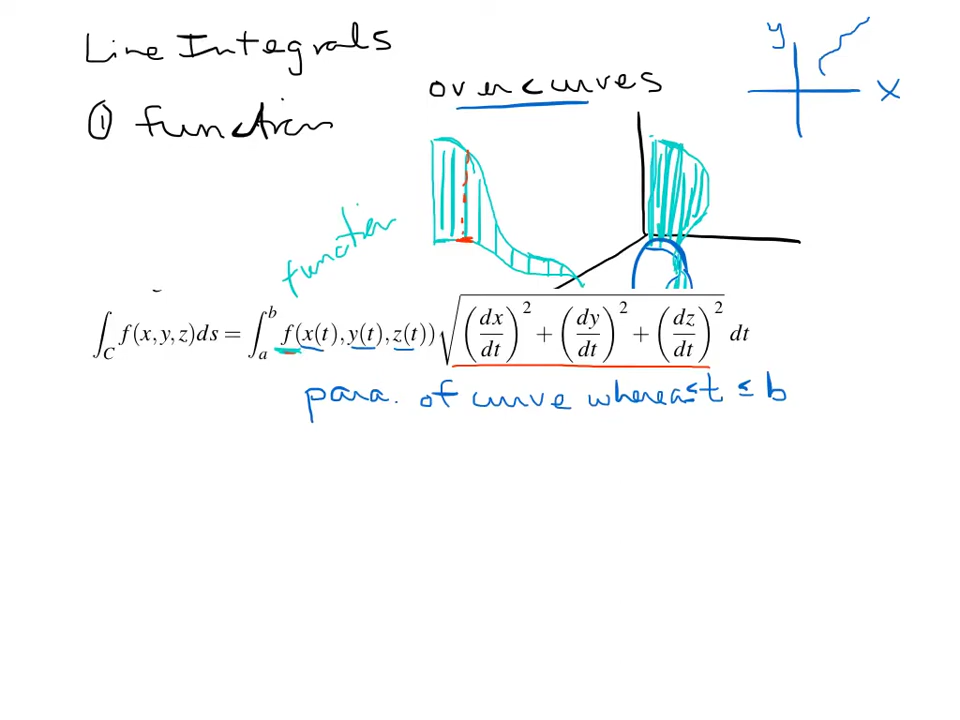 Line Integrals
over curves
① function
y
x
function
∫_C f(x,y,z)ds = ∫_a^b f(x(t),y(t),z(t)) √((dx/dt)^2 + (dy/dt)^2 + (dz/dt)^2) dt
para. of curve where a ≤ t ≤ b